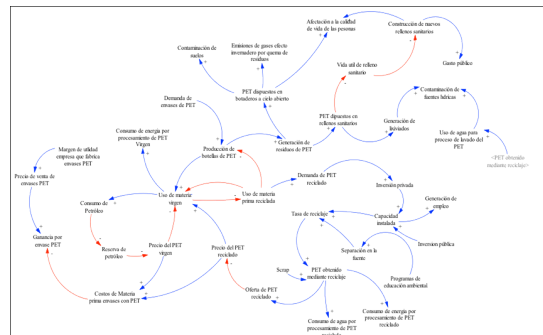 Afectación a la calidad
de vida de las personas
Construcción de nuevos
rellenos sanitarios
Contaminación de
suelos
Emisiones de gases efecto
invernadero por quema de
residuos
Gasto público
Vida útil de relleno
sanitario
PET dispuestos en
botaderos a cielo abierto
Demanda de
envases de PET
Contaminación de
fuentes hídricas
PET dipuestos en
rellenos sanitarios
Generación de
lixiviados
Consumo de energía por
procesamiento de PET
Virgen
Producción de
botellas de PET
Generación de
residuos de PET
Uso de agua para
proceso de lavado del PET
Margen de utilidad
empresa que fabrica
envases PET
<PET obtenido
mediante reciclaje>
Precio de venta de
envases PET
Demanda de PET
reciclado
Inversión privada
Uso de materia
virgen
Uso de materia
prima reciclada
Consumo de
Petróleo
Generación de
empleo
Tasa de reciclaje
Capacidad
instalada
Ganancia por
envase PET
Reserva de
petróleo
Precio del PET
virgen
Precio del PET
reciclado
Separación en la
fuente
Inversion pública
Scrap
PET obtenido
mediante reciclaje
Programas de
educación ambiental
Costos de Materia
prima envases con PET
Oferta de PET
reciclado
Consumo de agua por
procesamiento de PET
reciclado
Consumo de energía por
procesamiento de PET
reciclado